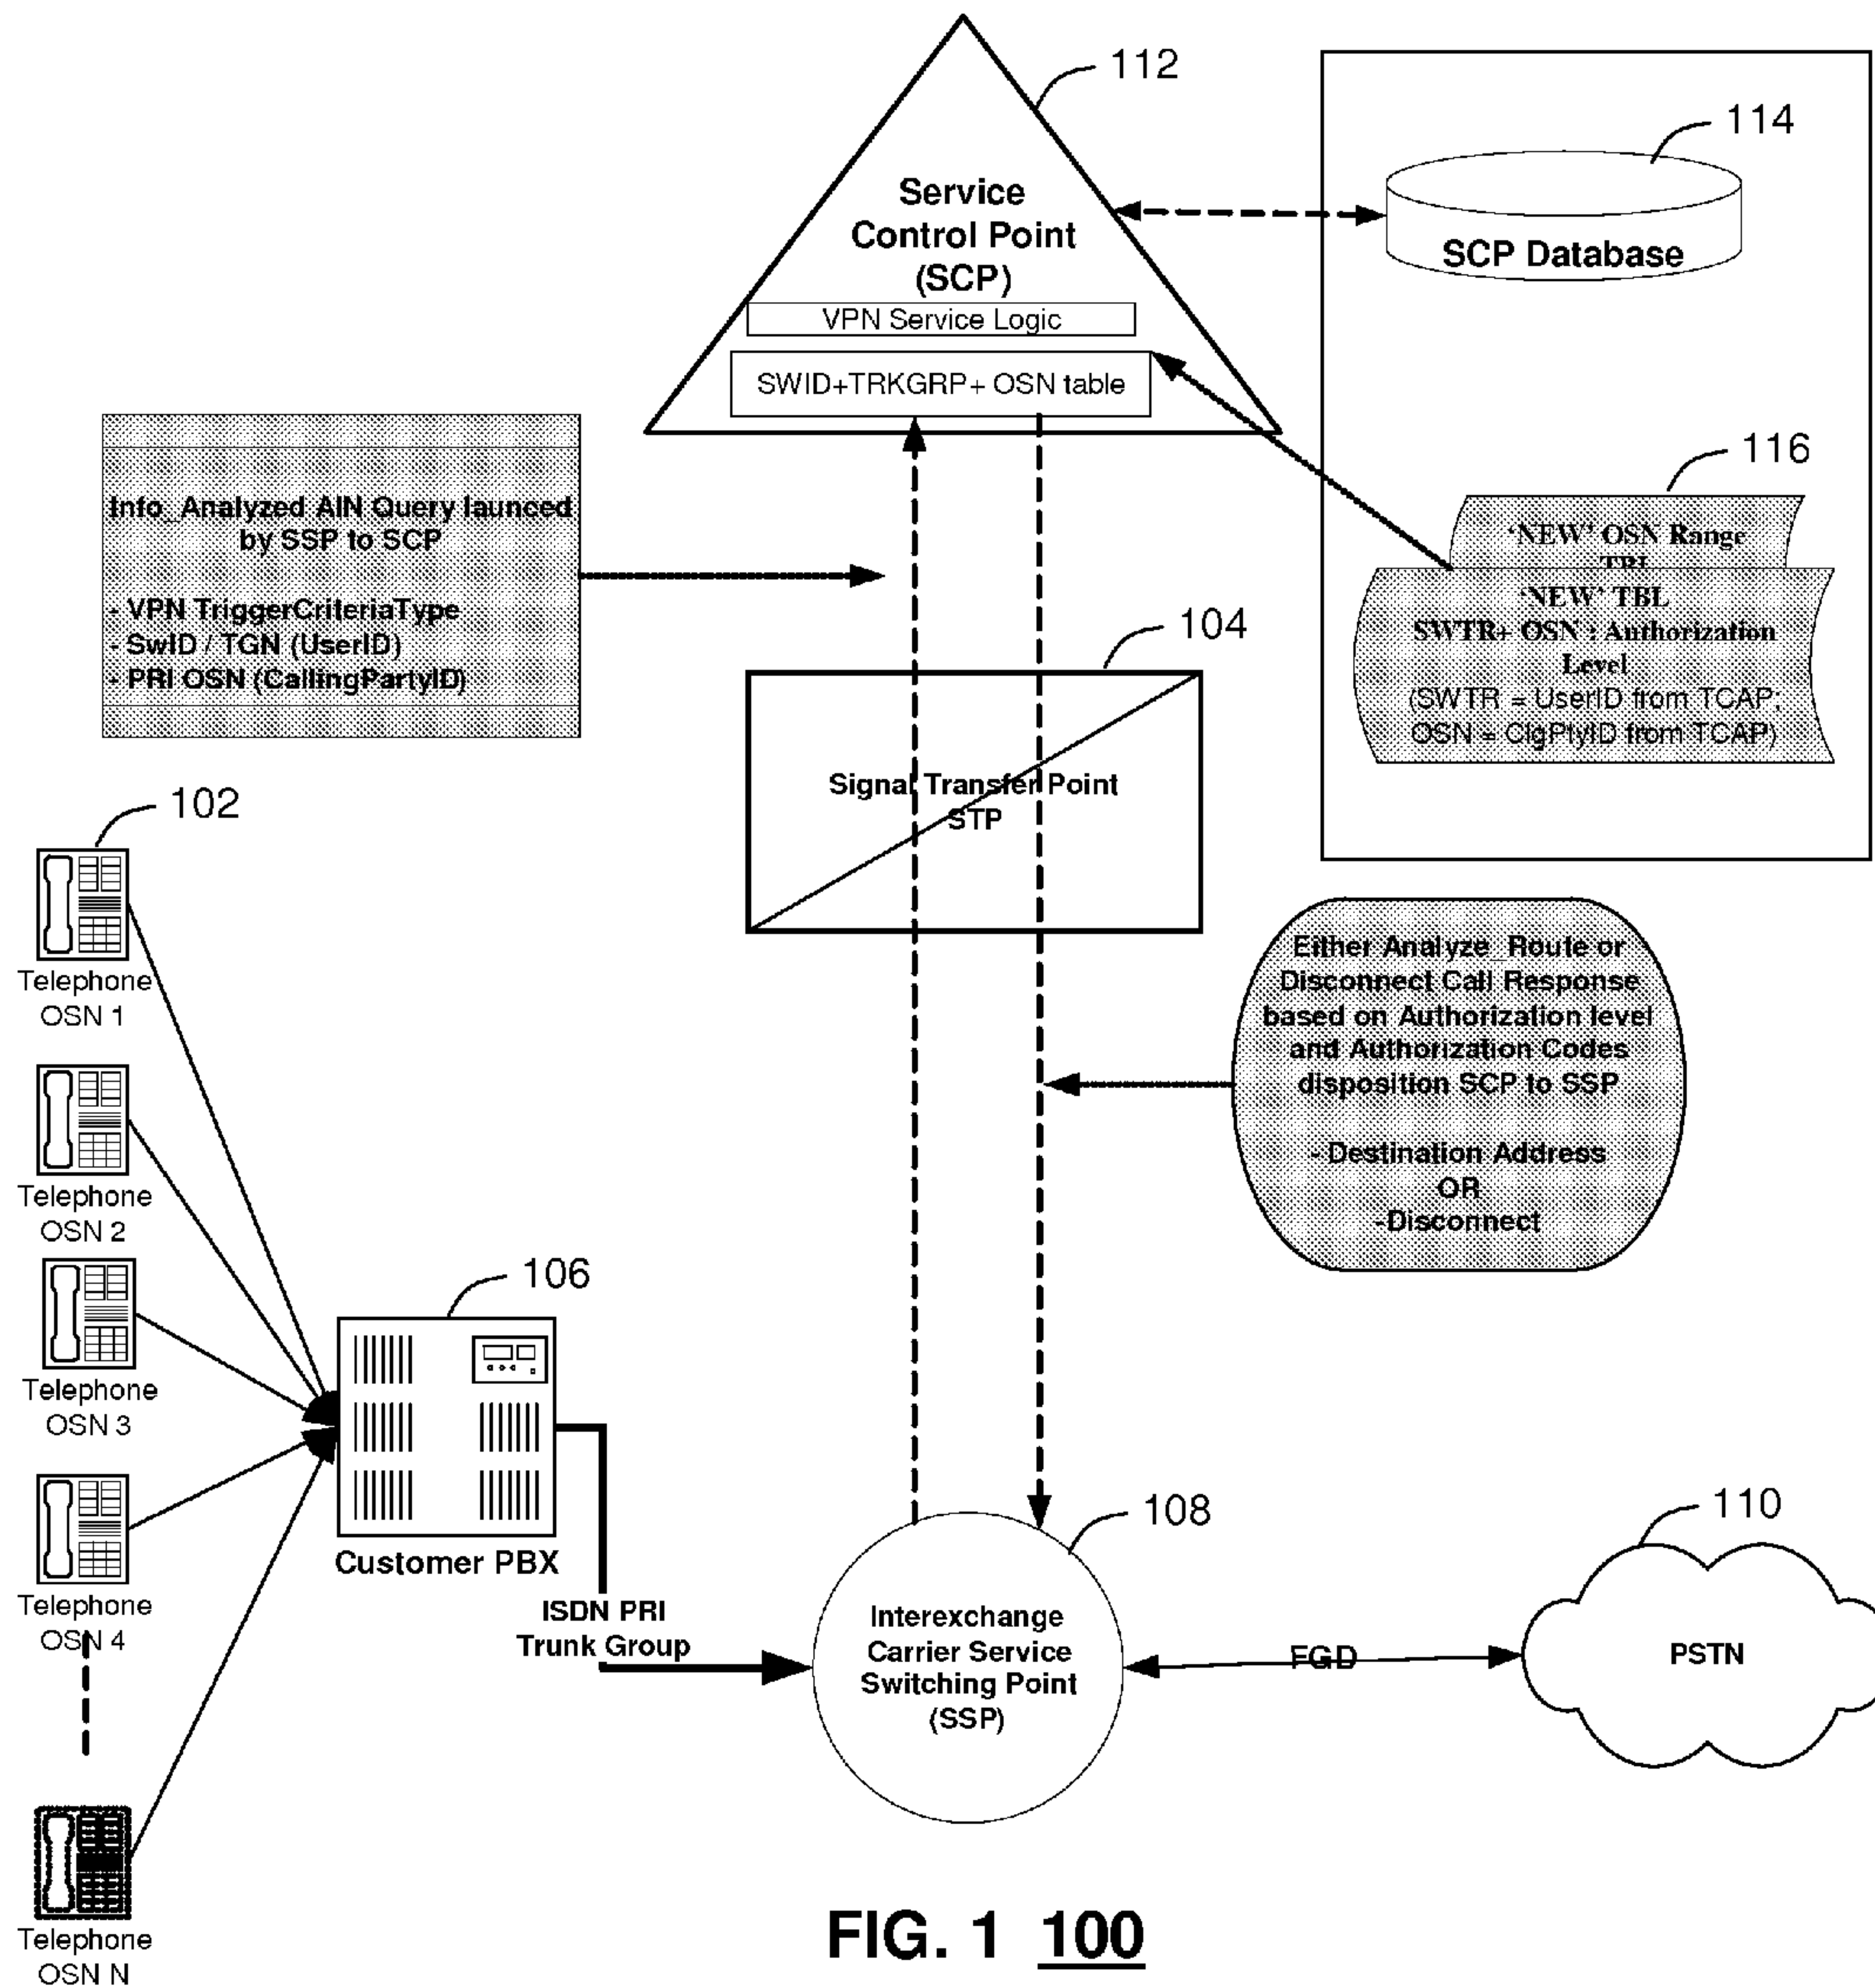 112
114
Service
Control Point
(SCP)
SCP Database
VPN Service Logic
SWID+TRKGRP+ OSN table
116
Info_Analyzed AIN Query launced
by SSP to SCP
- VPN TriggerCriteriaType
- SwID / TGN (UserID)
- PRI OSN (CallingPartyID)
'NEW' OSN Range
TBL
'NEW' TBL
SWTR+ OSN : Authorization
Level
(SWTR = UserID from TCAP;
OSN = ClgPtyID from TCAP)
104
Signal Transfer Point
STP
102
Telephone
OSN 1
Telephone
OSN 2
Telephone
OSN 3
Telephone
OSN 4
Telephone
OSN N
Either Analyze_Route or
Disconnect Call Response
based on Authorization level
and Authorization Codes
disposition SCP to SSP
- Destination Address
OR
-Disconnect
106
Customer PBX
ISDN PRI
Trunk Group
108
Interexchange
Carrier Service
Switching Point
(SSP)
FGD
110
PSTN
FIG. 1 100